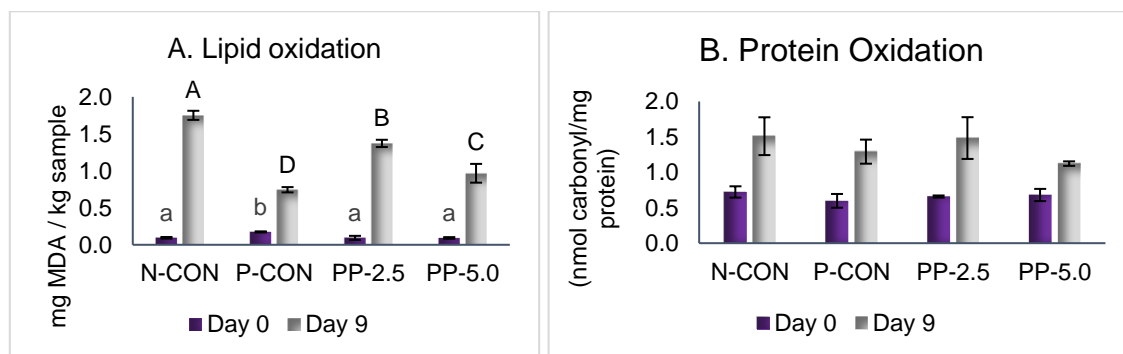 A. Lipid oxidation
mg MDA / kg sample
2.0
1.5
1.0
0.5
0.0
A
B
C
D
a
b
a
a
N-CON P-CON PP-2.5 PP-5.0
Day 0 Day 9
B. Protein Oxidation
(nmol carbonyl/mg
protein)
2.0
1.5
1.0
0.5
0.0
N-CON P-CON PP-2.5 PP-5.0
Day 0 Day 9